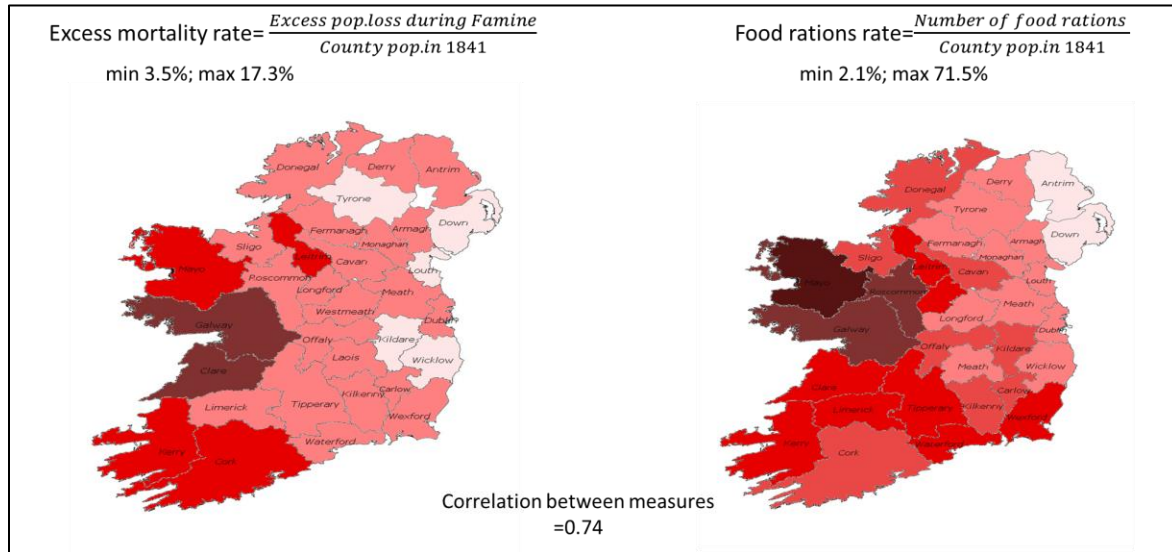 Excess mortality rate= Excess pop.loss during Famine
County pop.in 1841
min 3.5%; max 17.3%
Donegal
Derry
Antrim
Tyrone
Down
Fermanagh
Armagh
Monaghan
Sligo
Leitrim
Cavan
Louth
Mayo
Roscommon
Longford
Meath
Westmeath
Dublin
Galway
Offaly
Kildare
Wicklow
Laois
Clare
Carlow
Kilkenny
Tipperary
Limerick
Wexford
Waterford
Kerry
Cork
Food rations rate= Number of food rations
County pop.in 1841
min 2.1%; max 71.5%
Donegal
Derry
Antrim
Tyrone
Down
Fermanagh
Armagh
Monaghan
Sligo
Leitrim
Cavan
Louth
Mayo
Roscommon
Longford
Meath
Dublin
Galway
Offaly
Kildare
Wicklow
Meath
Clare
Carlow
Kilkenny
Tipperary
Limerick
Wexford
Waterford
Kerry
Cork
Correlation between measures
=0.74